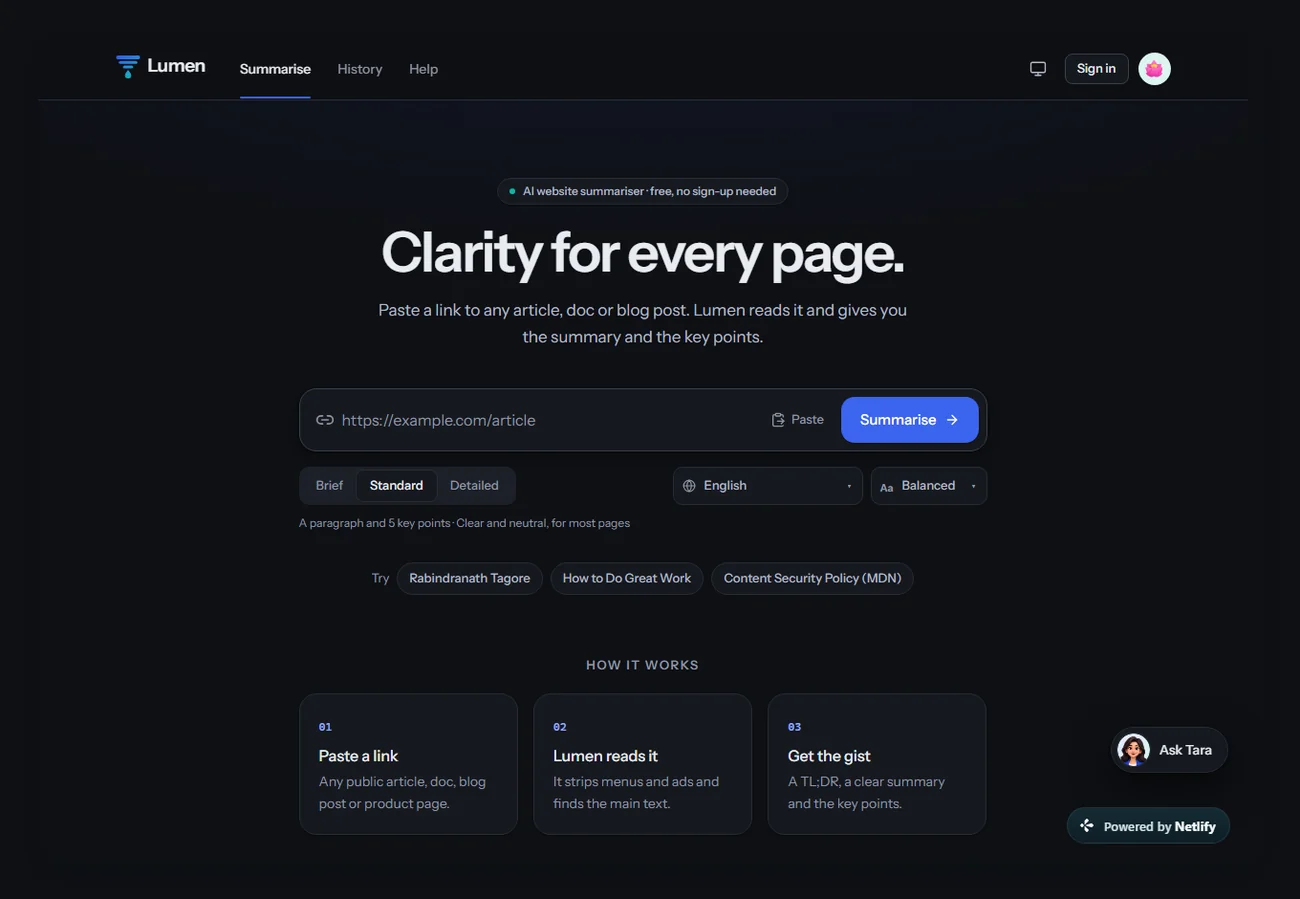 Lumen
Summarise
History
Help
Sign in
AI website summariser · free, no sign-up needed
Clarity for every page.
Paste a link to any article, doc or blog post. Lumen reads it and gives you
the summary and the key points.
https://example.com/article
Paste
Summarise
Brief
Standard
Detailed
English
Aa Balanced
A paragraph and 5 key points · Clear and neutral, for most pages
Try
Rabindranath Tagore
How to Do Great Work
Content Security Policy (MDN)
HOW IT WORKS
01
Paste a link
Any public article, doc, blog
post or product page.
02
Lumen reads it
It strips menus and ads and
finds the main text.
03
Get the gist
A TL;DR, a clear summary
and the key points.
Ask Tara
Powered by Netlify